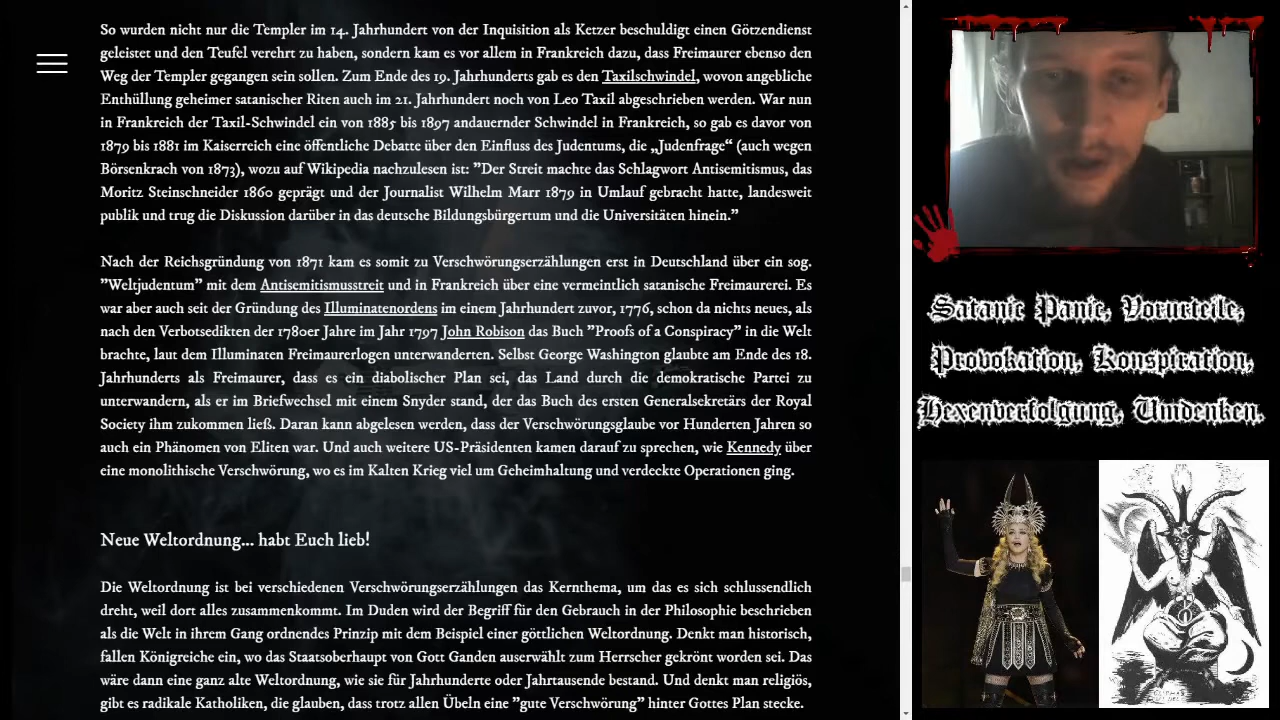 So wurden nicht nur die Templer im 14. Jahrhundert von der Inquisition als Ketzer beschuldigt einen Götzendienst
geleistet und den Teufel verehrt zu haben, sondern kam es vor allem in Frankreich dazu, dass Freimaurer ebenso den
Weg der Templer gegangen sein sollen. Zum Ende des 19. Jahrhunderts gab es den Taxilschwindel, wovon angebliche
Enthüllung geheimer satanischer Riten auch im 21. Jahrhundert noch von Leo Taxil abgeschrieben werden. War nun
in Frankreich der Taxil-Schwindel ein von 1885 bis 1897 andauernder Schwindel in Frankreich, so gab es davor von
1879 bis 1881 im Kaiserreich eine öffentliche Debatte über den Einfluss des Judentums, die „Judenfrage“ (auch wegen
Börsenkrach von 1873), wozu auf Wikipedia nachzulesen ist: "Der Streit machte das Schlagwort Antisemitismus, das
Moritz Steinschneider 1860 geprägt und der Journalist Wilhelm Marr 1879 in Umlauf gebracht hatte, landesweit
publik und trug die Diskussion darüber in das deutsche Bildungsbürgertum und die Universitäten hinein."
Nach der Reichsgründung von 1871 kam es somit zu Verschwörungserzählungen erst in Deutschland über ein sog.
"Weltjudentum" mit dem Antisemitismusstreit und in Frankreich über eine vermeintlich satanische Freimaurerei. Es
war aber auch seit der Gründung des Illuminatenordens im einem Jahrhundert zuvor, 1776, schon da nichts neues, als
nach den Verbotsedikten der 1780er Jahre im Jahr 1797 John Robison das Buch "Proofs of a Conspiracy" in die Welt
brachte, laut dem Illuminaten Freimaurerlogen unterwanderten. Selbst George Washington glaubte am Ende des 18.
Jahrhunderts als Freimaurer, dass es ein diabolischer Plan sei, das Land durch die demokratische Partei zu
unterwandern, als er im Briefwechsel mit einem Snyder stand, der das Buch des ersten Generalsekretärs der Royal
Society ihm zukommen ließ. Daran kann abgelesen werden, dass der Verschwörungsglaube vor Hunderten Jahren so
auch ein Phänomen von Eliten war. Und auch weitere US-Präsidenten kamen darauf zu sprechen, wie Kennedy über
eine monolithische Verschwörung, wo es im Kalten Krieg viel um Geheimhaltung und verdeckte Operationen ging.
Neue Weltordnung... habt Euch lieb!
Die Weltordnung ist bei verschiedenen Verschwörungserzählungen das Kernthema, um das es sich schlussendlich
dreht, weil dort alles zusammenkommt. Im Duden wird der Begriff für den Gebrauch in der Philosophie beschrieben
als die Welt in ihrem Gang ordnendes Prinzip mit dem Beispiel einer göttlichen Weltordnung. Denkt man historisch,
fallen Königreiche ein, wo das Staatsoberhaupt von Gott Ganden auserwählt zum Herrscher gekrönt worden sei. Das
wäre dann eine ganz alte Weltordnung, wie sie für Jahrhunderte oder Jahrtausende bestand. Und denkt man religiös,
gibt es radikale Katholiken, die glauben, dass trotz allen Übeln eine "gute Verschwörung" hinter Gottes Plan stecke.
Satanic Panic, Vorurteile,
Provokation, Konspiration,
Hexenverfolgung, Umdenken.